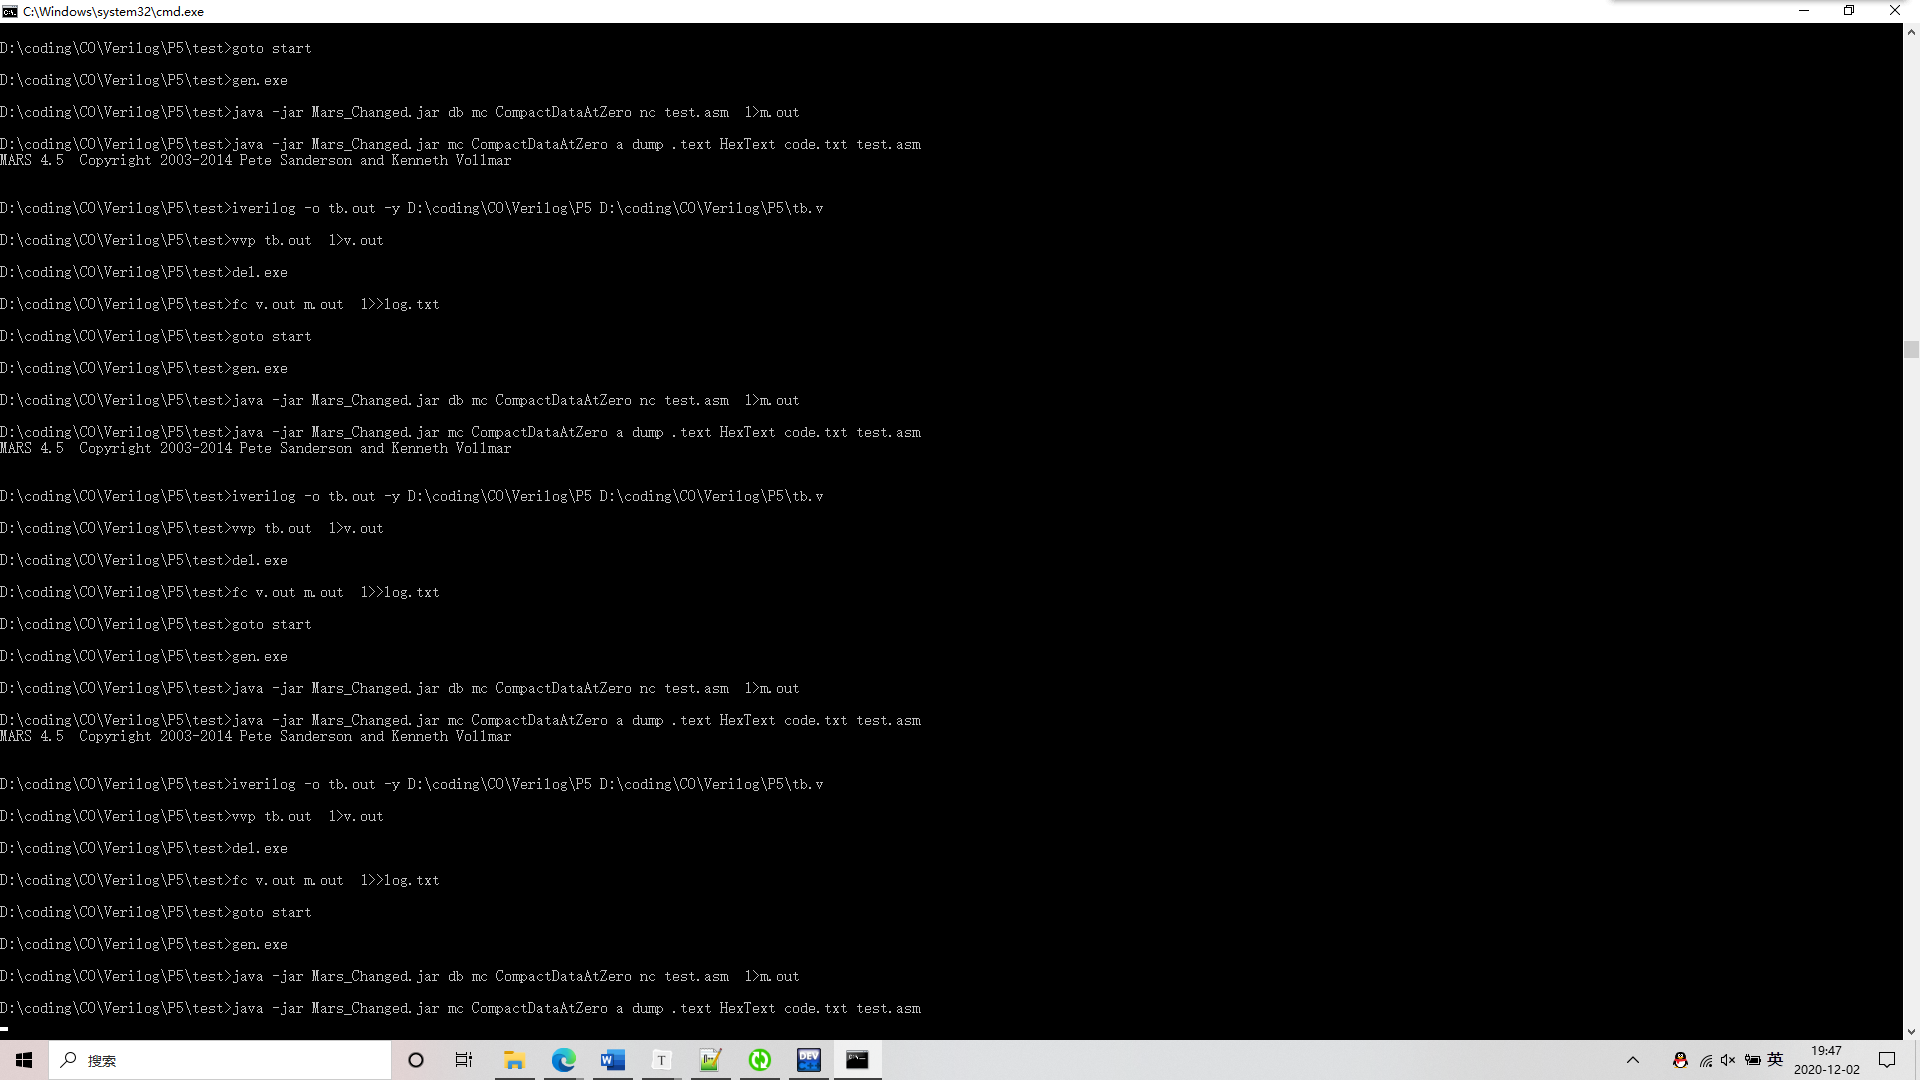 C:\Windows\system32\cmd.exe
D:\coding\CO\Verilog\P5\test>goto start
D:\coding\CO\Verilog\P5\test>gen.exe
D:\coding\CO\Verilog\P5\test>java -jar Mars_Changed.jar db mc CompactDataAtZero nc test.asm  1>m.out
D:\coding\CO\Verilog\P5\test>java -jar Mars_Changed.jar mc CompactDataAtZero a dump .text HexText code.txt test.asm
MARS 4.5  Copyright 2003-2014 Pete Sanderson and Kenneth Vollmar
D:\coding\CO\Verilog\P5\test>iverilog -o tb.out -y D:\coding\CO\Verilog\P5 D:\coding\CO\Verilog\P5\tb.v
D:\coding\CO\Verilog\P5\test>vvp tb.out  1>v.out
D:\coding\CO\Verilog\P5\test>del.exe
D:\coding\CO\Verilog\P5\test>fc v.out m.out  1>>log.txt
D:\coding\CO\Verilog\P5\test>goto start
D:\coding\CO\Verilog\P5\test>gen.exe
D:\coding\CO\Verilog\P5\test>java -jar Mars_Changed.jar db mc CompactDataAtZero nc test.asm  1>m.out
D:\coding\CO\Verilog\P5\test>java -jar Mars_Changed.jar mc CompactDataAtZero a dump .text HexText code.txt test.asm
MARS 4.5  Copyright 2003-2014 Pete Sanderson and Kenneth Vollmar
D:\coding\CO\Verilog\P5\test>iverilog -o tb.out -y D:\coding\CO\Verilog\P5 D:\coding\CO\Verilog\P5\tb.v
D:\coding\CO\Verilog\P5\test>vvp tb.out  1>v.out
D:\coding\CO\Verilog\P5\test>del.exe
D:\coding\CO\Verilog\P5\test>fc v.out m.out  1>>log.txt
D:\coding\CO\Verilog\P5\test>goto start
D:\coding\CO\Verilog\P5\test>gen.exe
D:\coding\CO\Verilog\P5\test>java -jar Mars_Changed.jar db mc CompactDataAtZero nc test.asm  1>m.out
D:\coding\CO\Verilog\P5\test>java -jar Mars_Changed.jar mc CompactDataAtZero a dump .text HexText code.txt test.asm
MARS 4.5  Copyright 2003-2014 Pete Sanderson and Kenneth Vollmar
D:\coding\CO\Verilog\P5\test>iverilog -o tb.out -y D:\coding\CO\Verilog\P5 D:\coding\CO\Verilog\P5\tb.v
D:\coding\CO\Verilog\P5\test>vvp tb.out  1>v.out
D:\coding\CO\Verilog\P5\test>del.exe
D:\coding\CO\Verilog\P5\test>fc v.out m.out  1>>log.txt
D:\coding\CO\Verilog\P5\test>goto start
D:\coding\CO\Verilog\P5\test>gen.exe
D:\coding\CO\Verilog\P5\test>java -jar Mars_Changed.jar db mc CompactDataAtZero nc test.asm  1>m.out
D:\coding\CO\Verilog\P5\test>java -jar Mars_Changed.jar mc CompactDataAtZero a dump .text HexText code.txt test.asm
搜索
T
DEV
英
19:47
2020-12-02